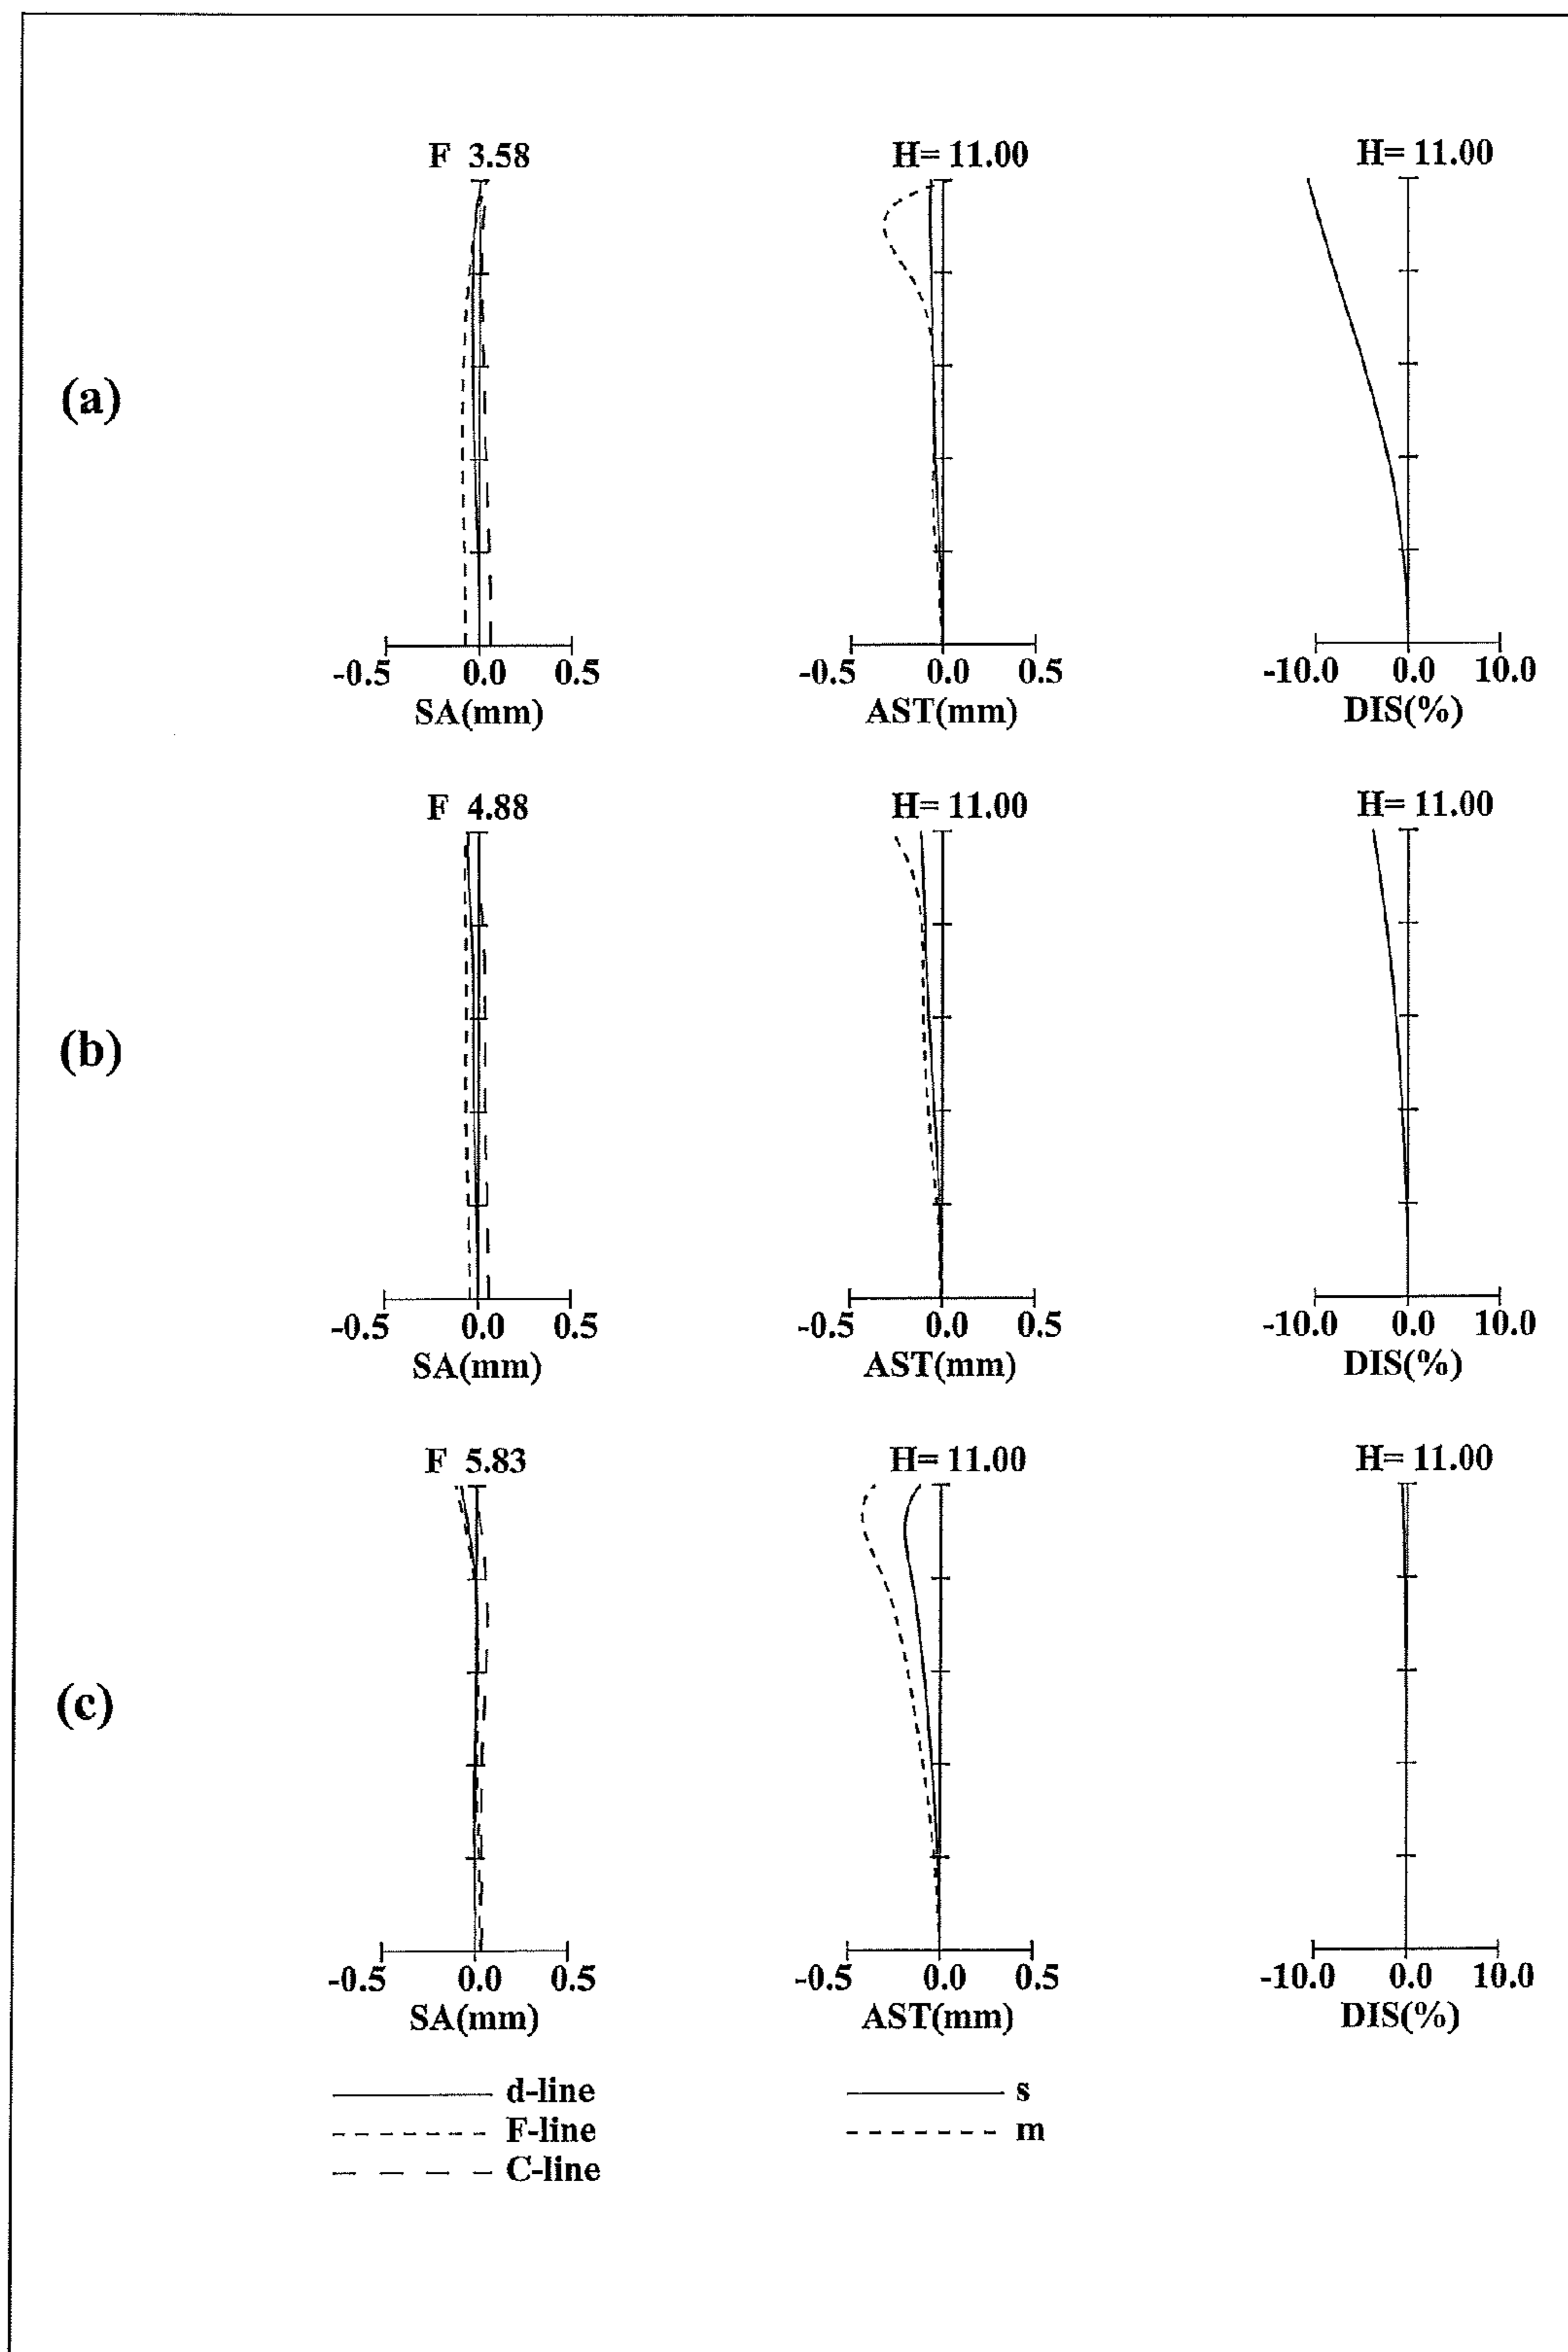 F 3.58
H= 11.00
H= 11.00
(a)
-0.5 0.0 0.5
SA(mm)
-0.5 0.0 0.5
AST(mm)
-10.0 0.0 10.0
DIS(%)
F 4.88
H= 11.00
H= 11.00
(b)
-0.5 0.0 0.5
SA(mm)
-0.5 0.0 0.5
AST(mm)
-10.0 0.0 10.0
DIS(%)
F 5.83
H= 11.00
H= 11.00
(c)
-0.5 0.0 0.5
SA(mm)
-0.5 0.0 0.5
AST(mm)
-10.0 0.0 10.0
DIS(%)
d-line
F-line
C-line
s
m